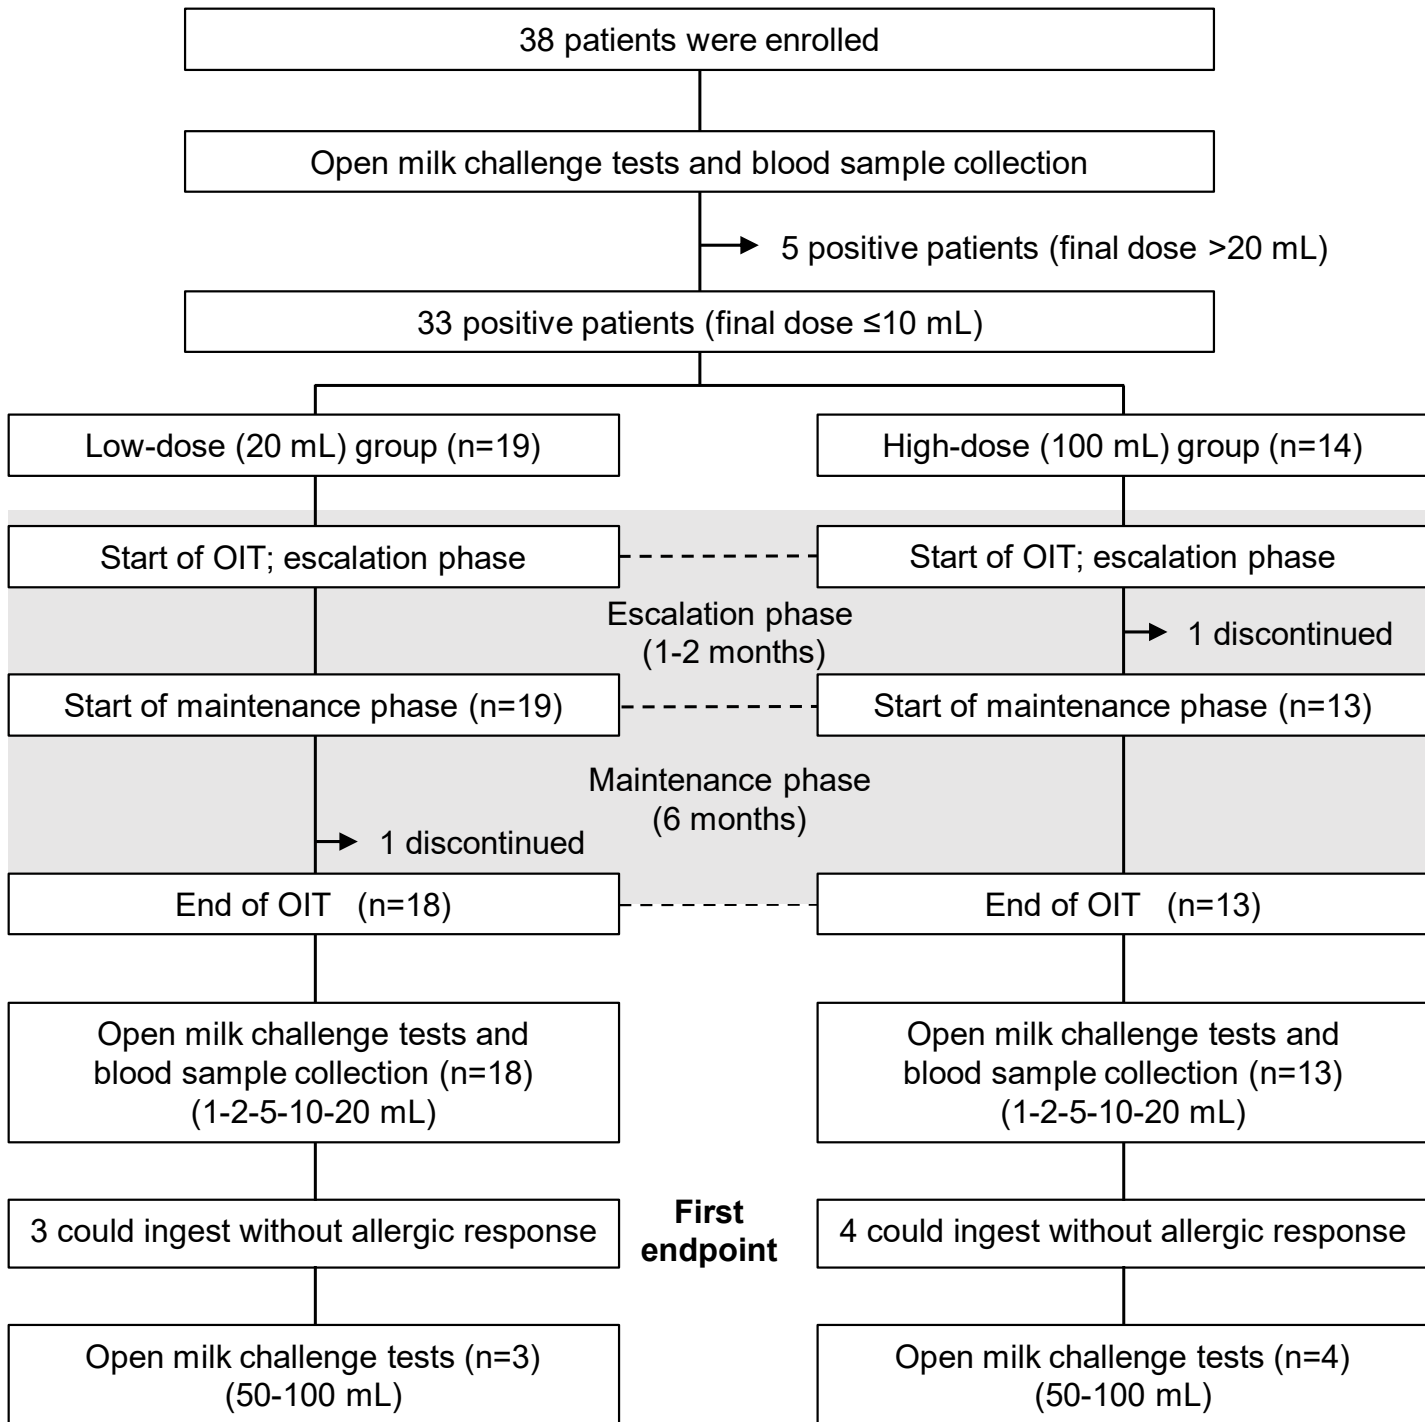 38 patients were enrolled
Open milk challenge tests and blood sample collection
5 positive patients (final dose >20 mL)
33 positive patients (final dose ≤10 mL)
Low-dose (20 mL) group (n=19)
High-dose (100 mL) group (n=14)
Start of OIT; escalation phase
Start of OIT; escalation phase
Escalation phase
(1-2 months)
1 discontinued
Start of maintenance phase (n=19)
Start of maintenance phase (n=13)
Maintenance phase
(6 months)
1 discontinued
End of OIT (n=18)
End of OIT (n=13)
Open milk challenge tests and
blood sample collection (n=18)
(1-2-5-10-20 mL)
Open milk challenge tests and
blood sample collection (n=13)
(1-2-5-10-20 mL)
3 could ingest without allergic response
First
endpoint
4 could ingest without allergic response
Open milk challenge tests (n=3)
(50-100 mL)
Open milk challenge tests (n=4)
(50-100 mL)